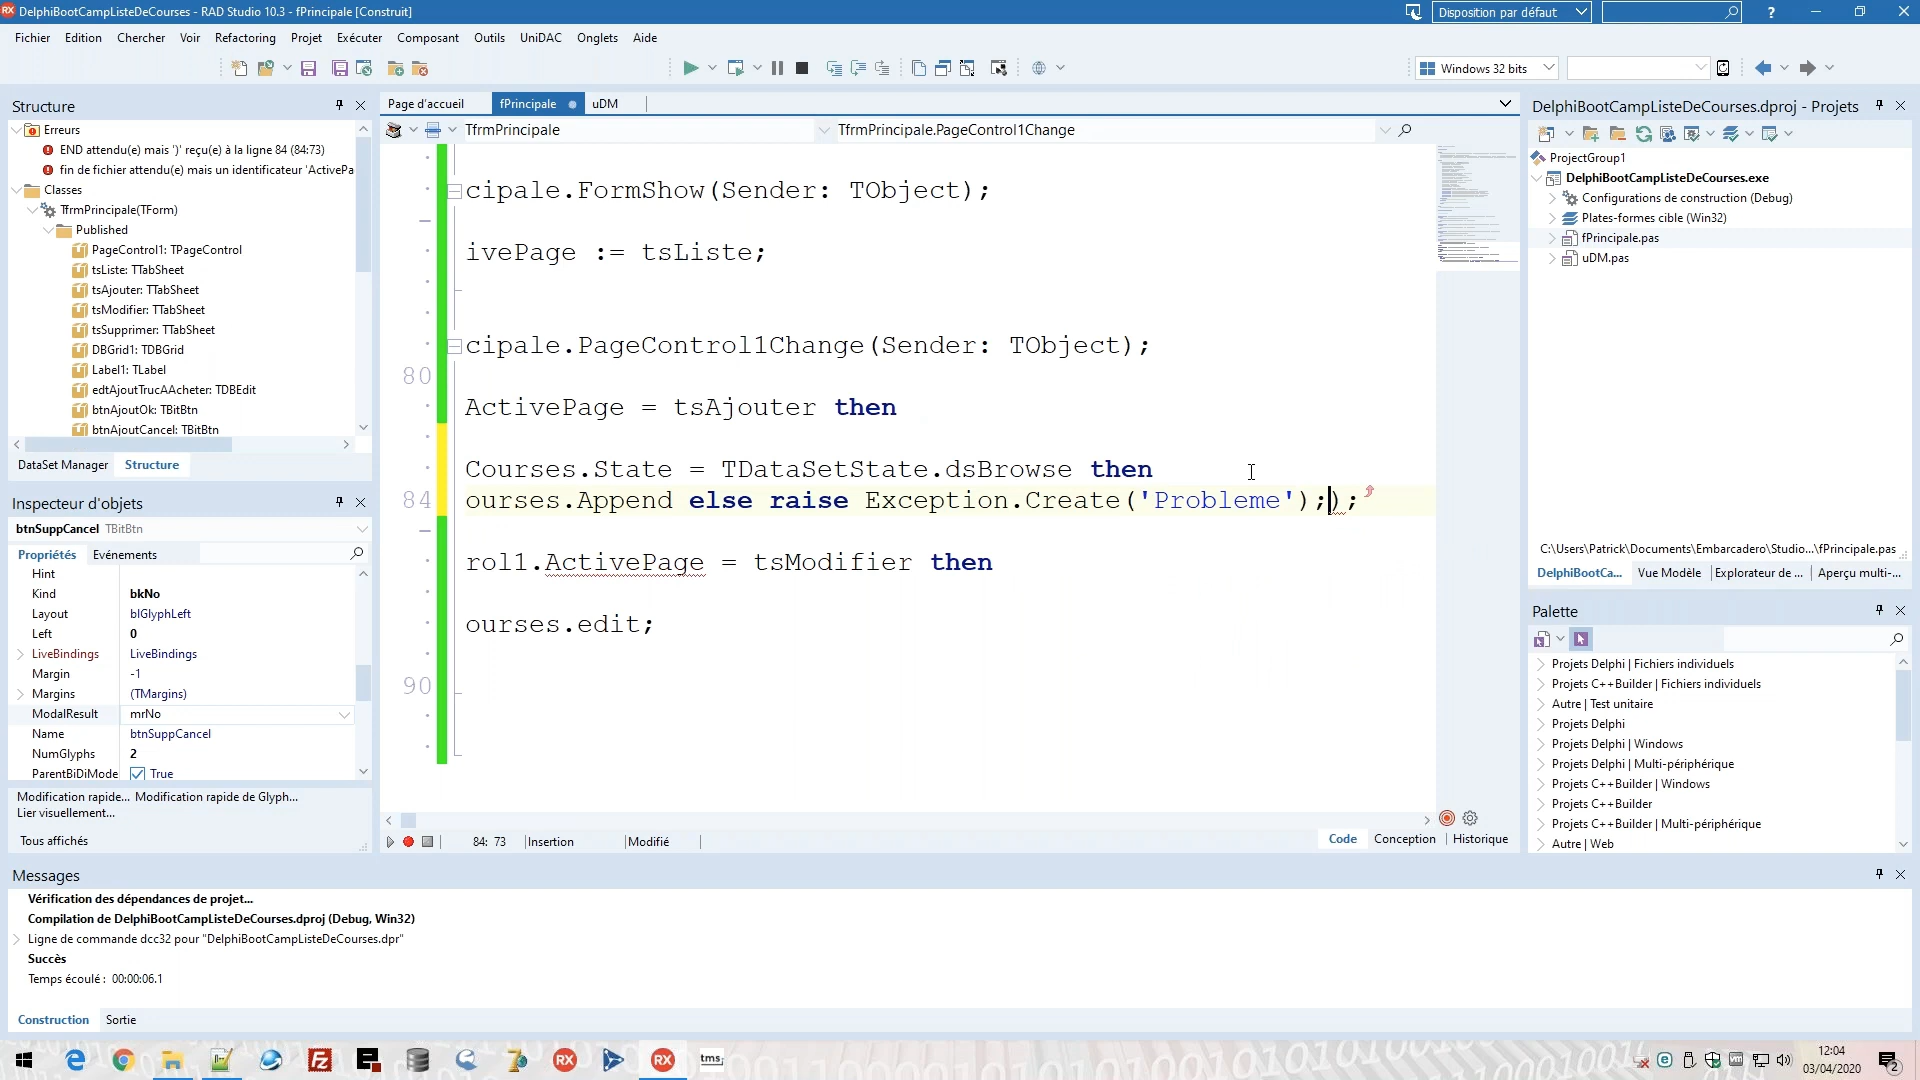 DelphiBootCampListeDeCourses - RAD Studio 10.3 - fPrincipale [Construit]
Disposition par défaut
?
Fichier Edition Chercher Voir Refactoring Projet Exécuter Composant Outils UniDAC Onglets Aide
Windows 32 bits
Structure
Erreurs
END attendu(e) mais ')' reçu(e) à la ligne 84 (84:73)
fin de fichier attendu(e) mais un identificateur 'ActivePa
Classes
TfrmPrincipale(TForm)
Published
PageControl1: TPageControl
tsListe: TTabSheet
tsAjouter: TTabSheet
tsModifier: TTabSheet
tsSupprimer: TTabSheet
DBGrid1: TDBGrid
Label1: TLabel
edtAjoutTrucAAcheter: TDBEdit
btnAjoutOk: TBitBtn
btnAjoutCancel: TBitBtn
DataSet Manager Structure
Inspecteur d'objets
btnSuppCancel TBitBtn
Propriétés Evénements
Hint
Kind bkNo
Layout blGlyphLeft
Left 0
LiveBindings LiveBindings
Margin -1
Margins (TMargins)
ModalResult mrNo
Name btnSuppCancel
NumGlyphs 2
ParentBiDiMode True
Modification rapide... Modification rapide de Glyph...
Lier visuellement...
Tous affichés
Page d'accueil fPrincipale uDM
TfrmPrincipale TfrmPrincipale.PageControl1Change
cipale.FormShow(Sender: TObject);
ivePage := tsListe;
cipale.PageControl1Change(Sender: TObject);
80
ActivePage = tsAjouter then
Courses.State = TDataSetState.dsBrowse then
84 ourses.Append else raise Exception.Create('Probleme'););
rol1.ActivePage = tsModifier then
ourses.edit;
90
84: 73 Insertion Modifié
Code Conception Historique
DelphiBootCampListeDeCourses.dproj - Projets
ProjectGroup1
DelphiBootCampListeDeCourses.exe
Configurations de construction (Debug)
Plates-formes cible (Win32)
fPrincipale.pas
uDM.pas
C:\Users\Patrick\Documents\Embarcadero\Studio...\fPrincipale.pas
DelphiBootCa... Vue Modèle Explorateur de ... Aperçu multi-...
Palette
Projets Delphi | Fichiers individuels
Projets C++Builder | Fichiers individuels
Autre | Test unitaire
Projets Delphi
Projets Delphi | Windows
Projets Delphi | Multi-périphérique
Projets C++Builder | Windows
Projets C++Builder
Projets C++Builder | Multi-périphérique
Autre | Web
Messages
Vérification des dépendances de projet...
Compilation de DelphiBootCampListeDeCourses.dproj (Debug, Win32)
Ligne de commande dcc32 pour "DelphiBootCampListeDeCourses.dpr"
Succès
Temps écoulé : 00:00:06.1
Construction Sortie
RX RX tms
12:04
03/04/2020
2